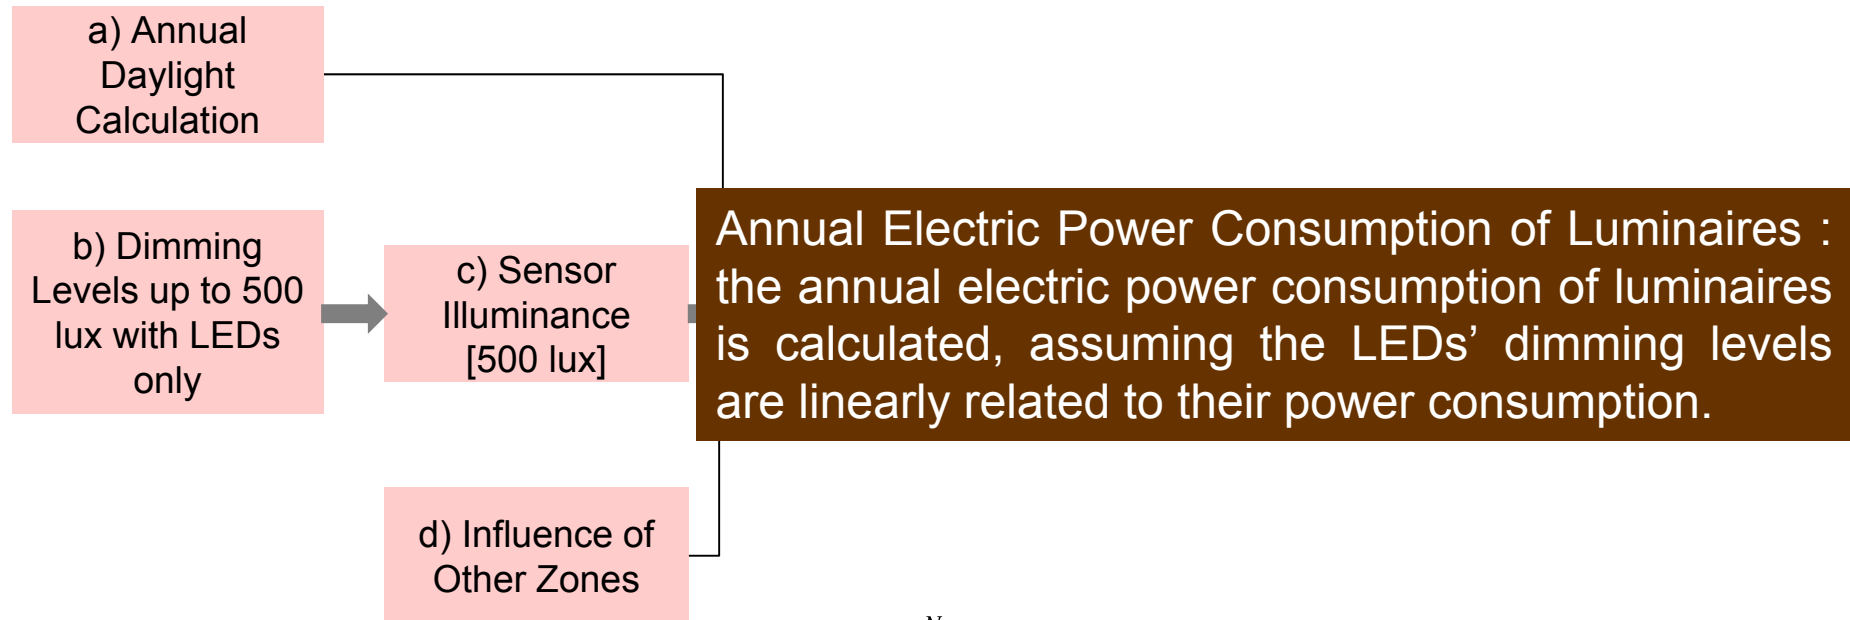 a) Annual
Daylight
Calculation
b) Dimming
Levels up to 500
lux with LEDs
only
c) Sensor
Illuminance
[500 lux]
Annual Electric Power Consumption of Luminaires :
the annual electric power consumption of luminaires
is calculated, assuming the LEDs’ dimming levels
are linearly related to their power consumption.
d) Influence of
Other Zones
N